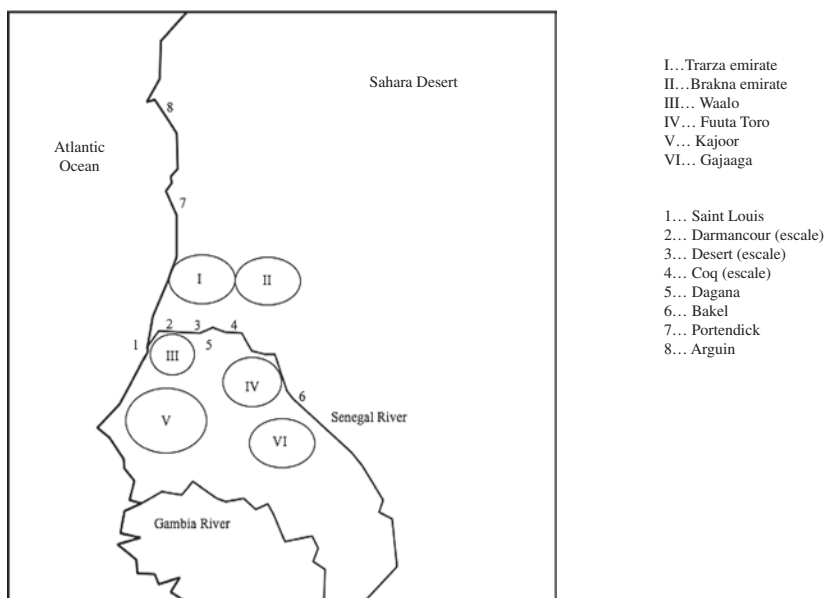 Sahara Desert
Atlantic
Ocean
8
7
I
II
1
2
3
4
5
III
IV
6
V
VI
Senegal River
Gambia River
I…Trarza emirate
II…Brakna emirate
III… Waalo
IV… Fuuta Toro
V… Kajoor
VI… Gajaaga
1… Saint Louis
2… Darmancour (escale)
3… Desert (escale)
4… Coq (escale)
5… Dagana
6… Bakel
7… Portendick
8… Arguin